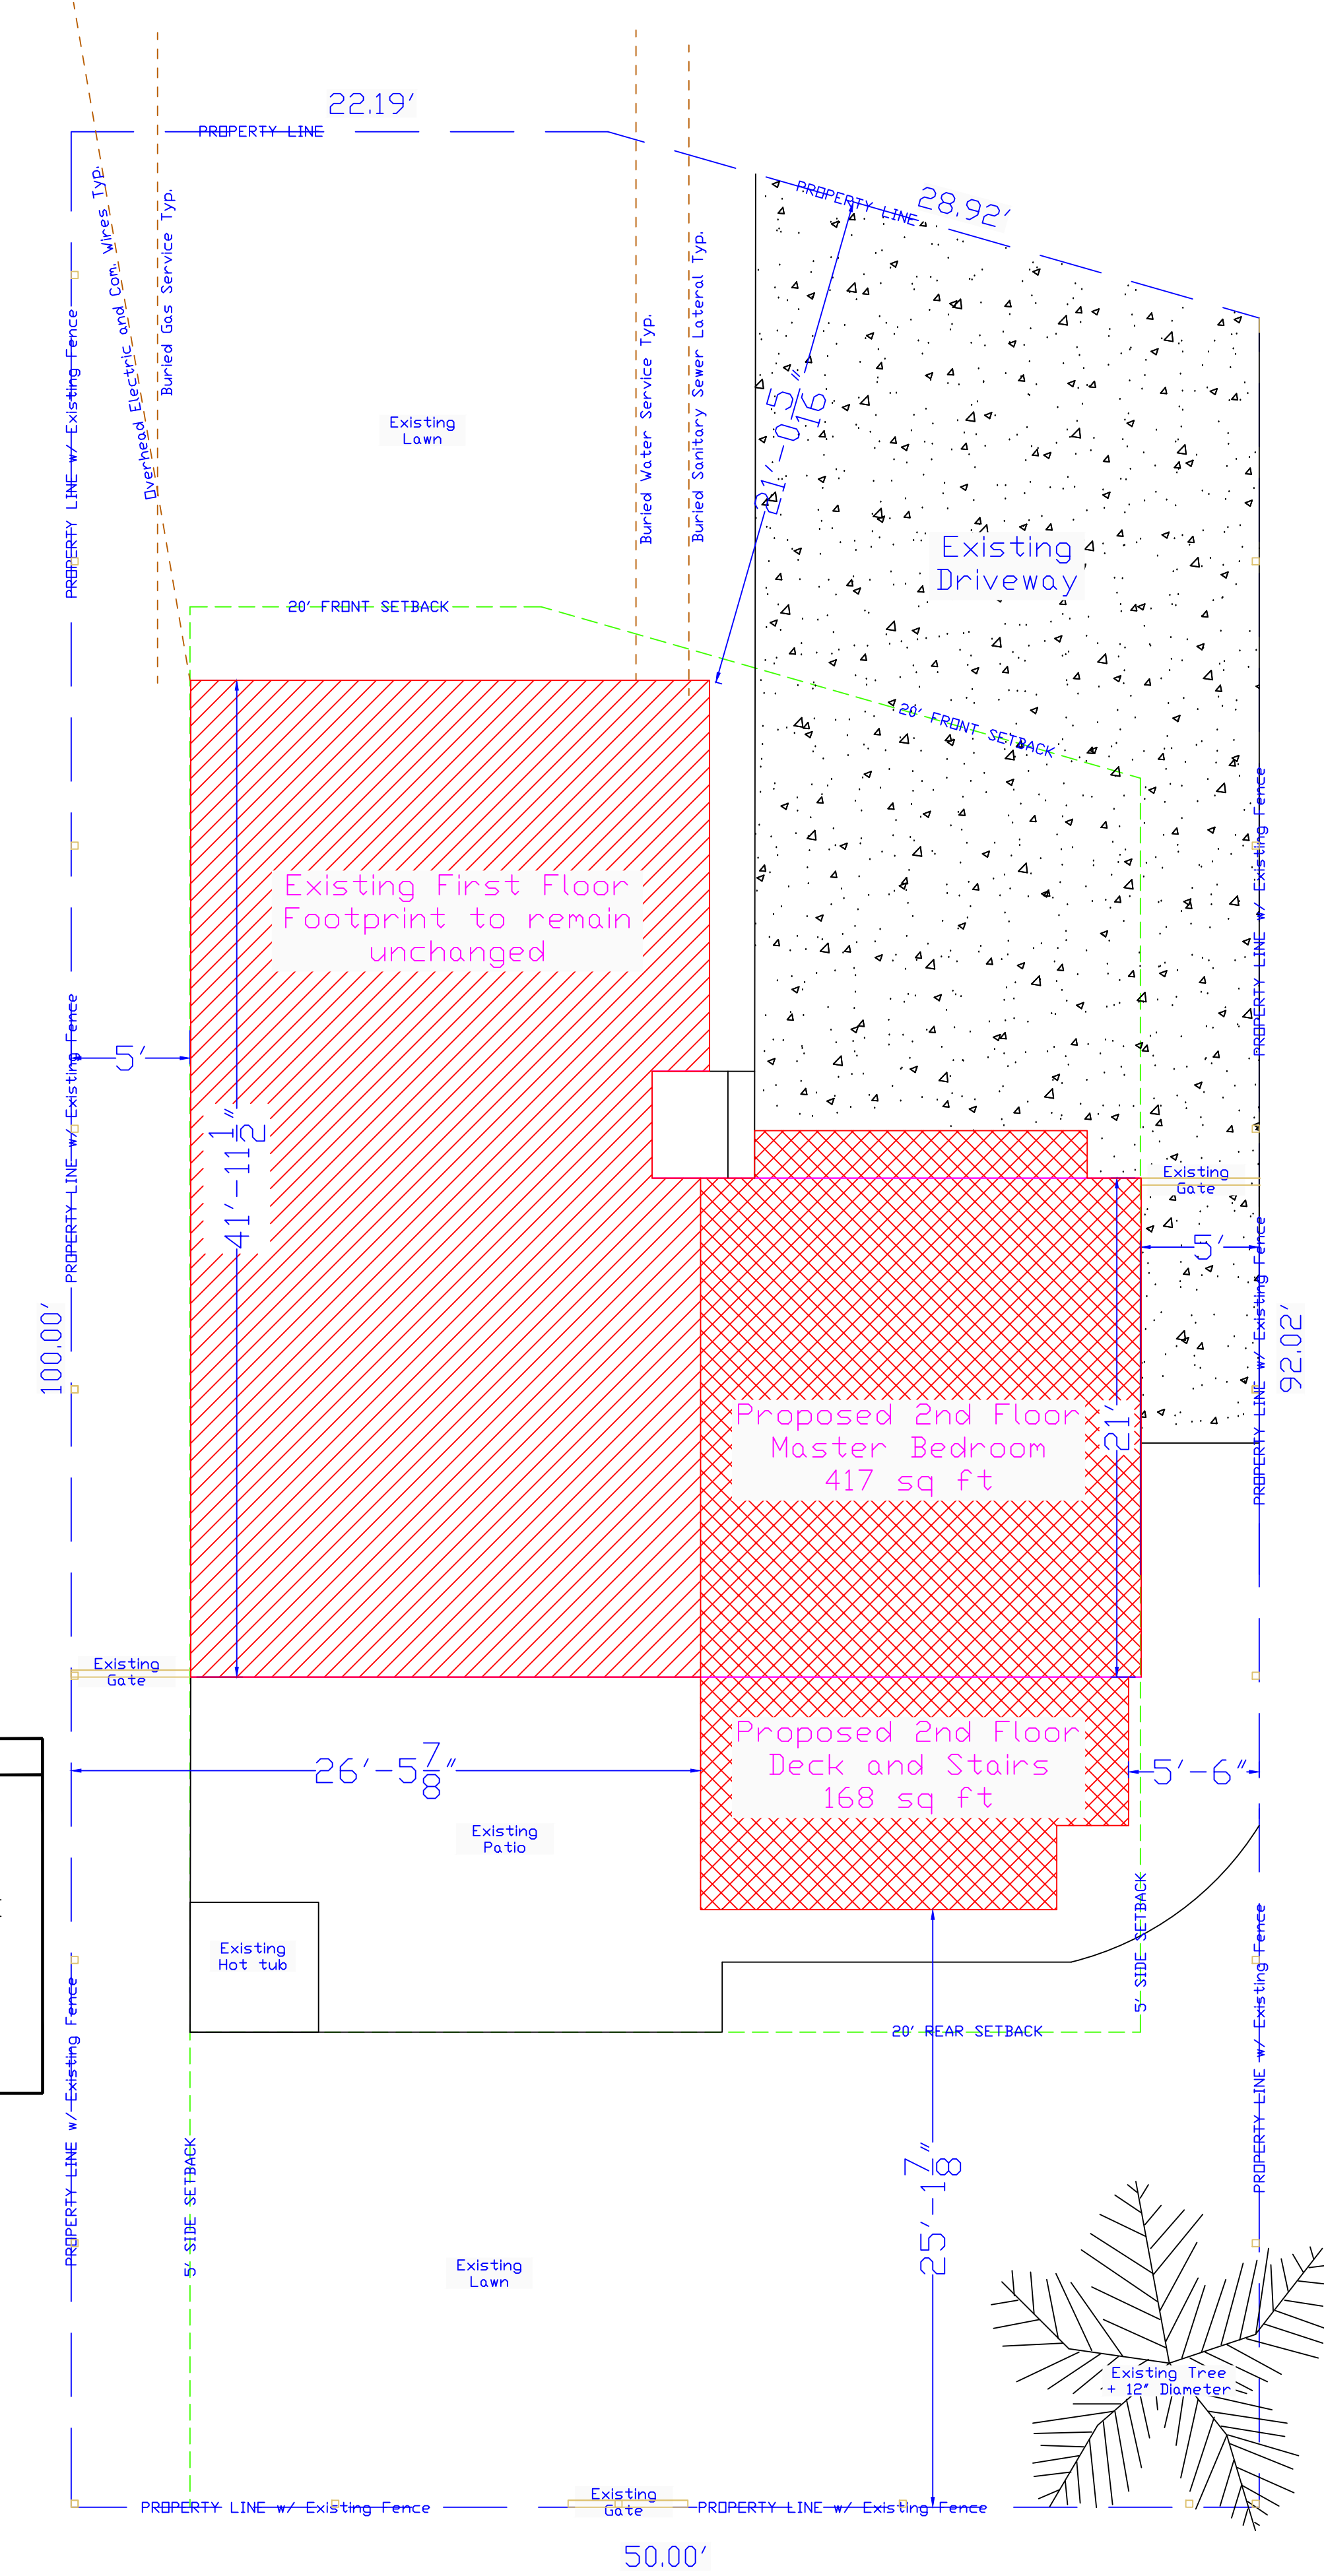 22.19'
PROPERTY LINE
PROPERTY LINE
28.92'
Overhead Electric and Com. Wires Typ.
Buried Gas Service Typ.
Buried Water Service Typ.
Buried Sanitary Sewer Lateral Typ.
PROPERTY LINE w/ Existing Fence
Existing
Lawn
21'-0 5/16"
Existing
Driveway
20' FRONT SETBACK
20' FRONT SETBACK
Existing First Floor
Footprint to remain
unchanged
PROPERTY LINE w/ Existing Fence
PROPERTY LINE w/ Existing Fence
5'
41'-11 1/2"
Existing
Gate
5'
100.00'
92.02'
PROPERTY LINE w/ Existing Fence
Proposed 2nd Floor
Master Bedroom
417 sq ft
21'
Existing
Gate
26'-5 7/8"
Proposed 2nd Floor
Deck and Stairs
168 sq ft
5'-6"
Existing
Patio
Existing
Hot tub
5' SIDE SETBACK
20' REAR SETBACK
PROPERTY LINE w/ Existing Fence
PROPERTY LINE w/ Existing Fence
5' SIDE SETBACK
25'-1 7/8"
Existing
Lawn
Existing Tree
+ 12" Diameter
PROPERTY LINE w/ Existing Fence
Existing
Gate
PROPERTY LINE w/ Existing Fence
50.00'